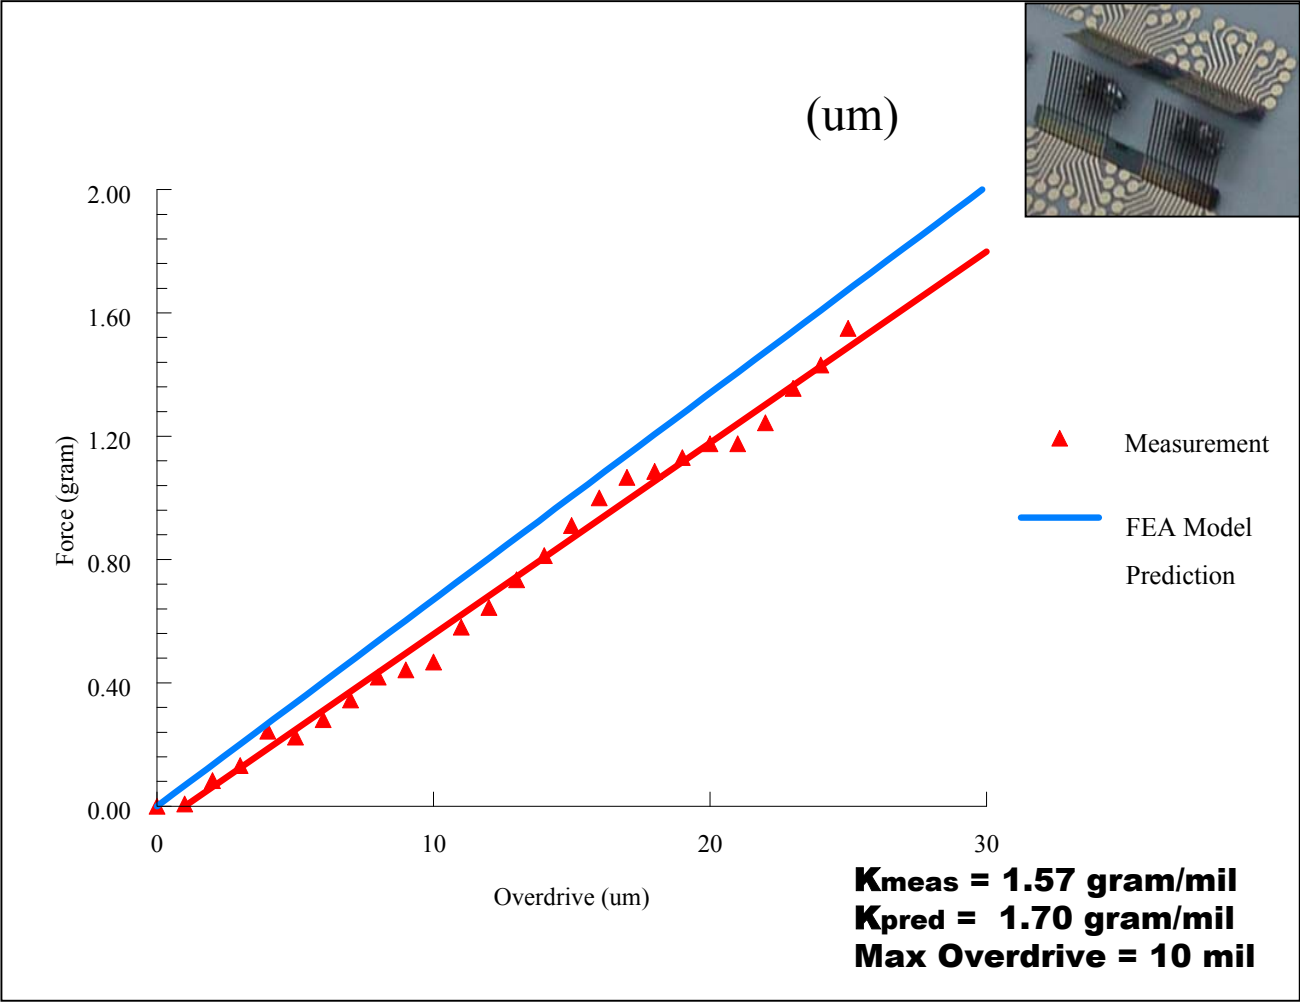 (um)
2.00
1.60
1.20
0.80
0.40
0.00
Force (gram)
0
10
20
30
Overdrive (um)
Measurement
FEA Model
Prediction
Kmeas = 1.57 gram/mil
Kpred = 1.70 gram/mil
Max Overdrive = 10 mil